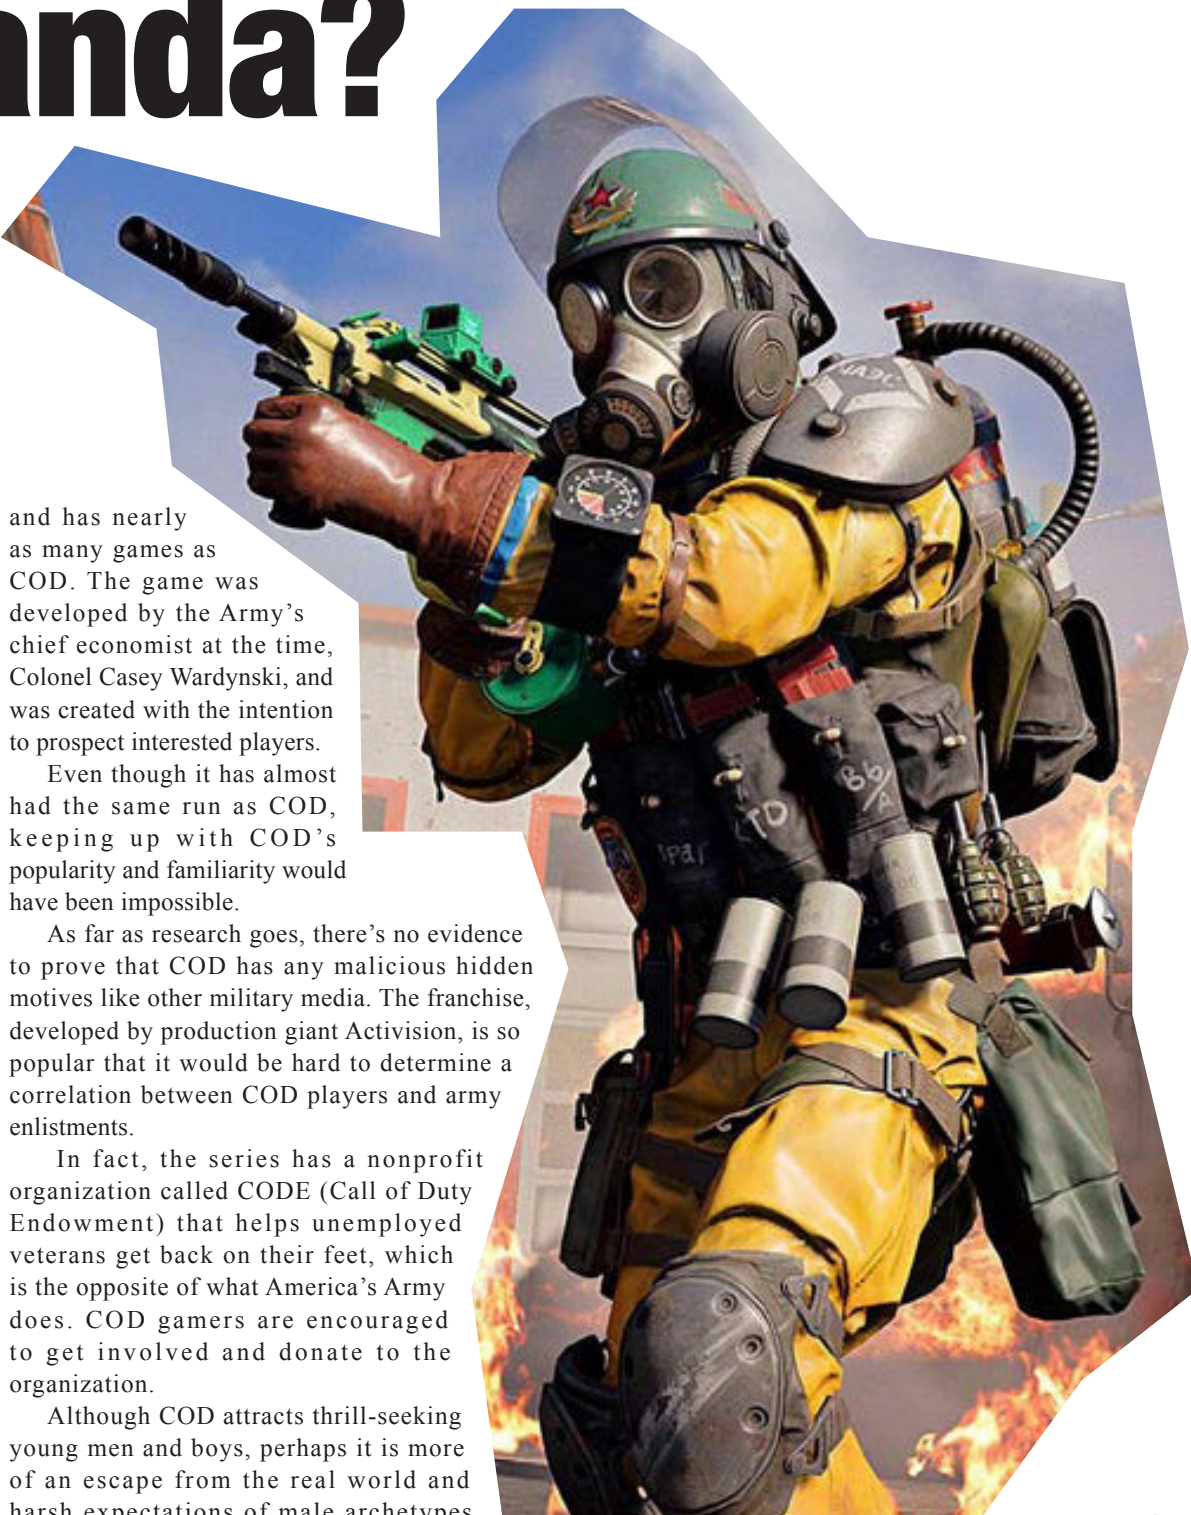 anda?
and has nearly
as many games as
COD. The game was
developed by the Army’s
chief economist at the time,
Colonel Casey Wardynski, and
was created with the intention
to prospect interested players.
Even though it has almost
had the same run as COD,
keeping up with COD’s
popularity and familiarity would
have been impossible.
As far as research goes, there’s no evidence
to prove that COD has any malicious hidden
motives like other military media. The franchise,
developed by production giant Activision, is so
popular that it would be hard to determine a
correlation between COD players and army
enlistments.
In fact, the series has a nonprofit
organization called CODE (Call of Duty
Endowment) that helps unemployed
veterans get back on their feet, which
is the opposite of what America’s Army
does. COD gamers are encouraged
to get involved and donate to the
organization.
Although COD attracts thrill-seeking
young men and boys, perhaps it is more
of an escape from the real world and
harsh expectations of male archetypes